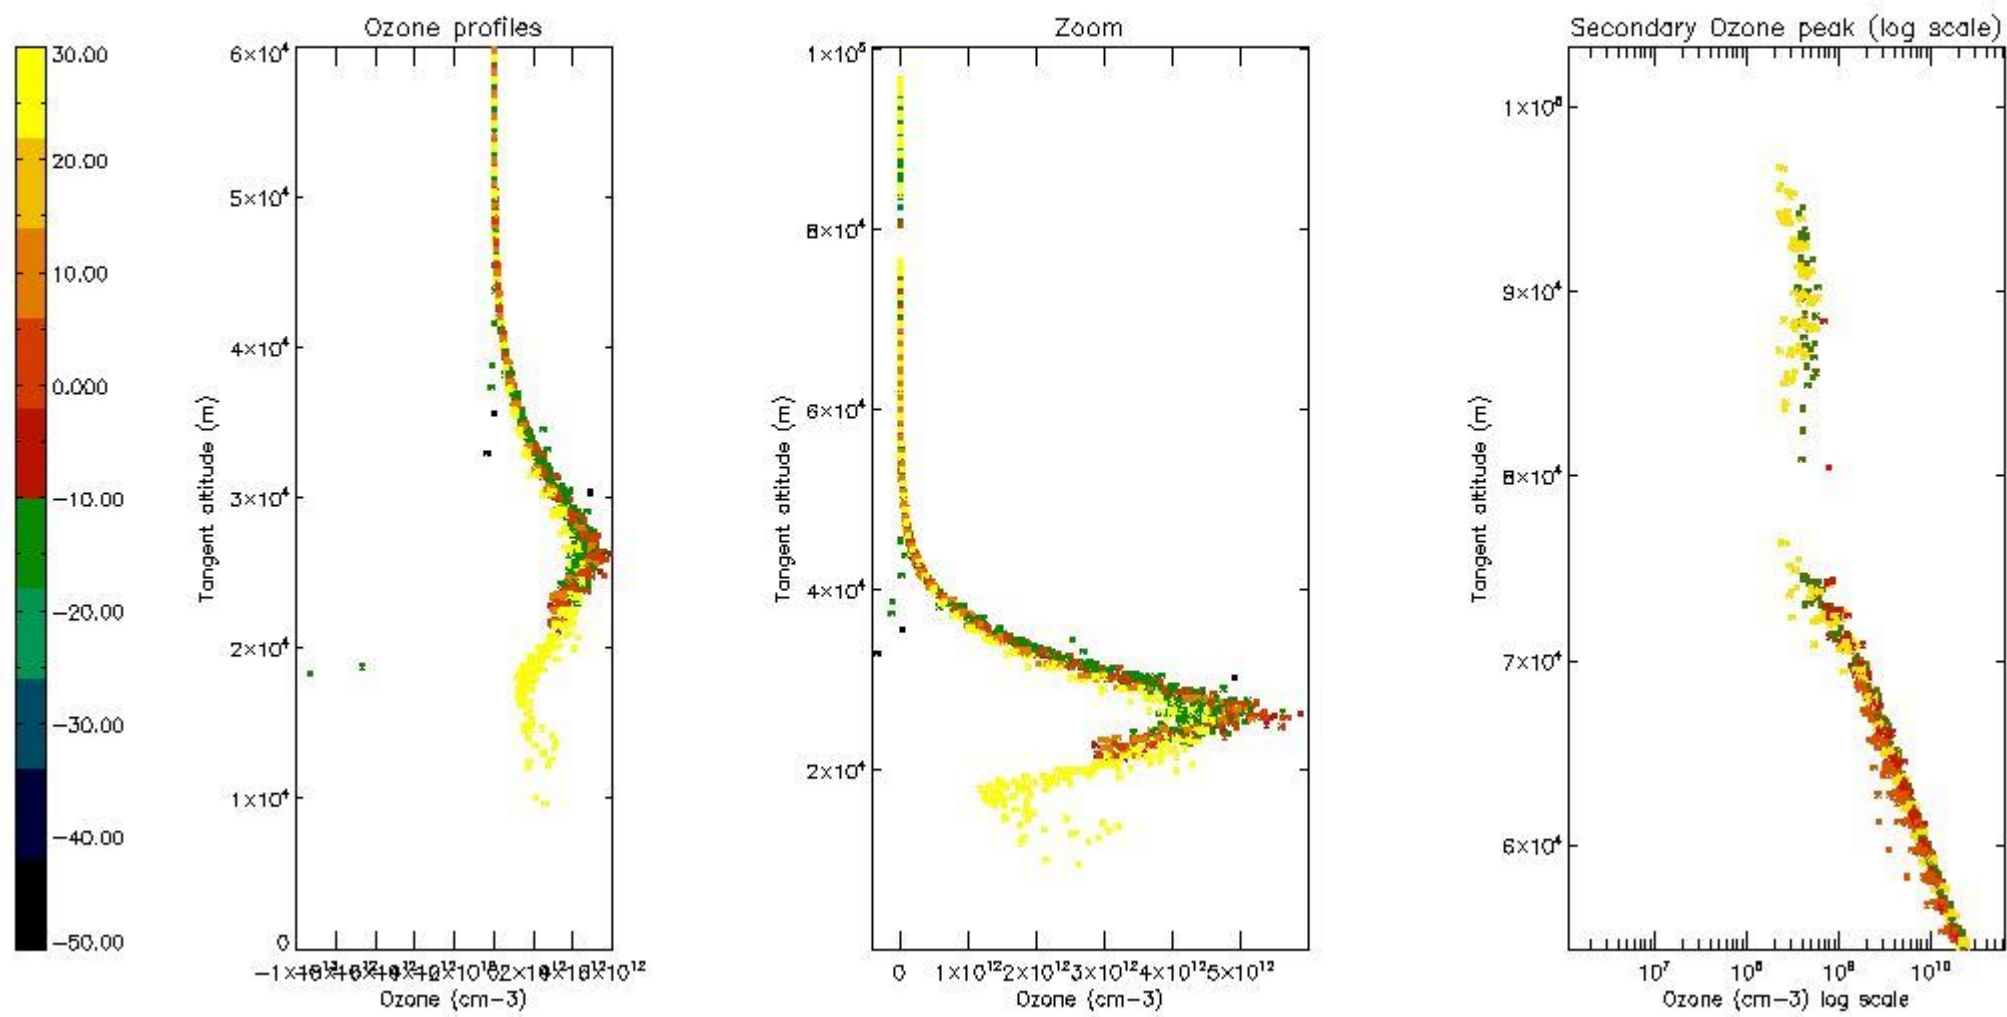 Ozone profiles
Zoom
Secondary Ozone peak (log scale)
30.00
20.00
10.00
0.000
−10.00
−20.00
−30.00
−40.00
−50.00
Tangent altitude (m)
6×10⁴
5×10⁴
4×10⁴
3×10⁴
2×10⁴
1×10⁴
0
Ozone (cm−3)
Tangent altitude (m)
1×10⁵
8×10⁴
6×10⁴
4×10⁴
2×10⁴
0 1×10¹² 2×10¹² 3×10¹² 4×10¹² 5×10¹²
Ozone (cm−3)
Tangent altitude (m)
9×10⁴
8×10⁴
7×10⁴
6×10⁴
10⁷ 10⁸ 10⁹ 10¹⁰
Ozone (cm−3) log scale